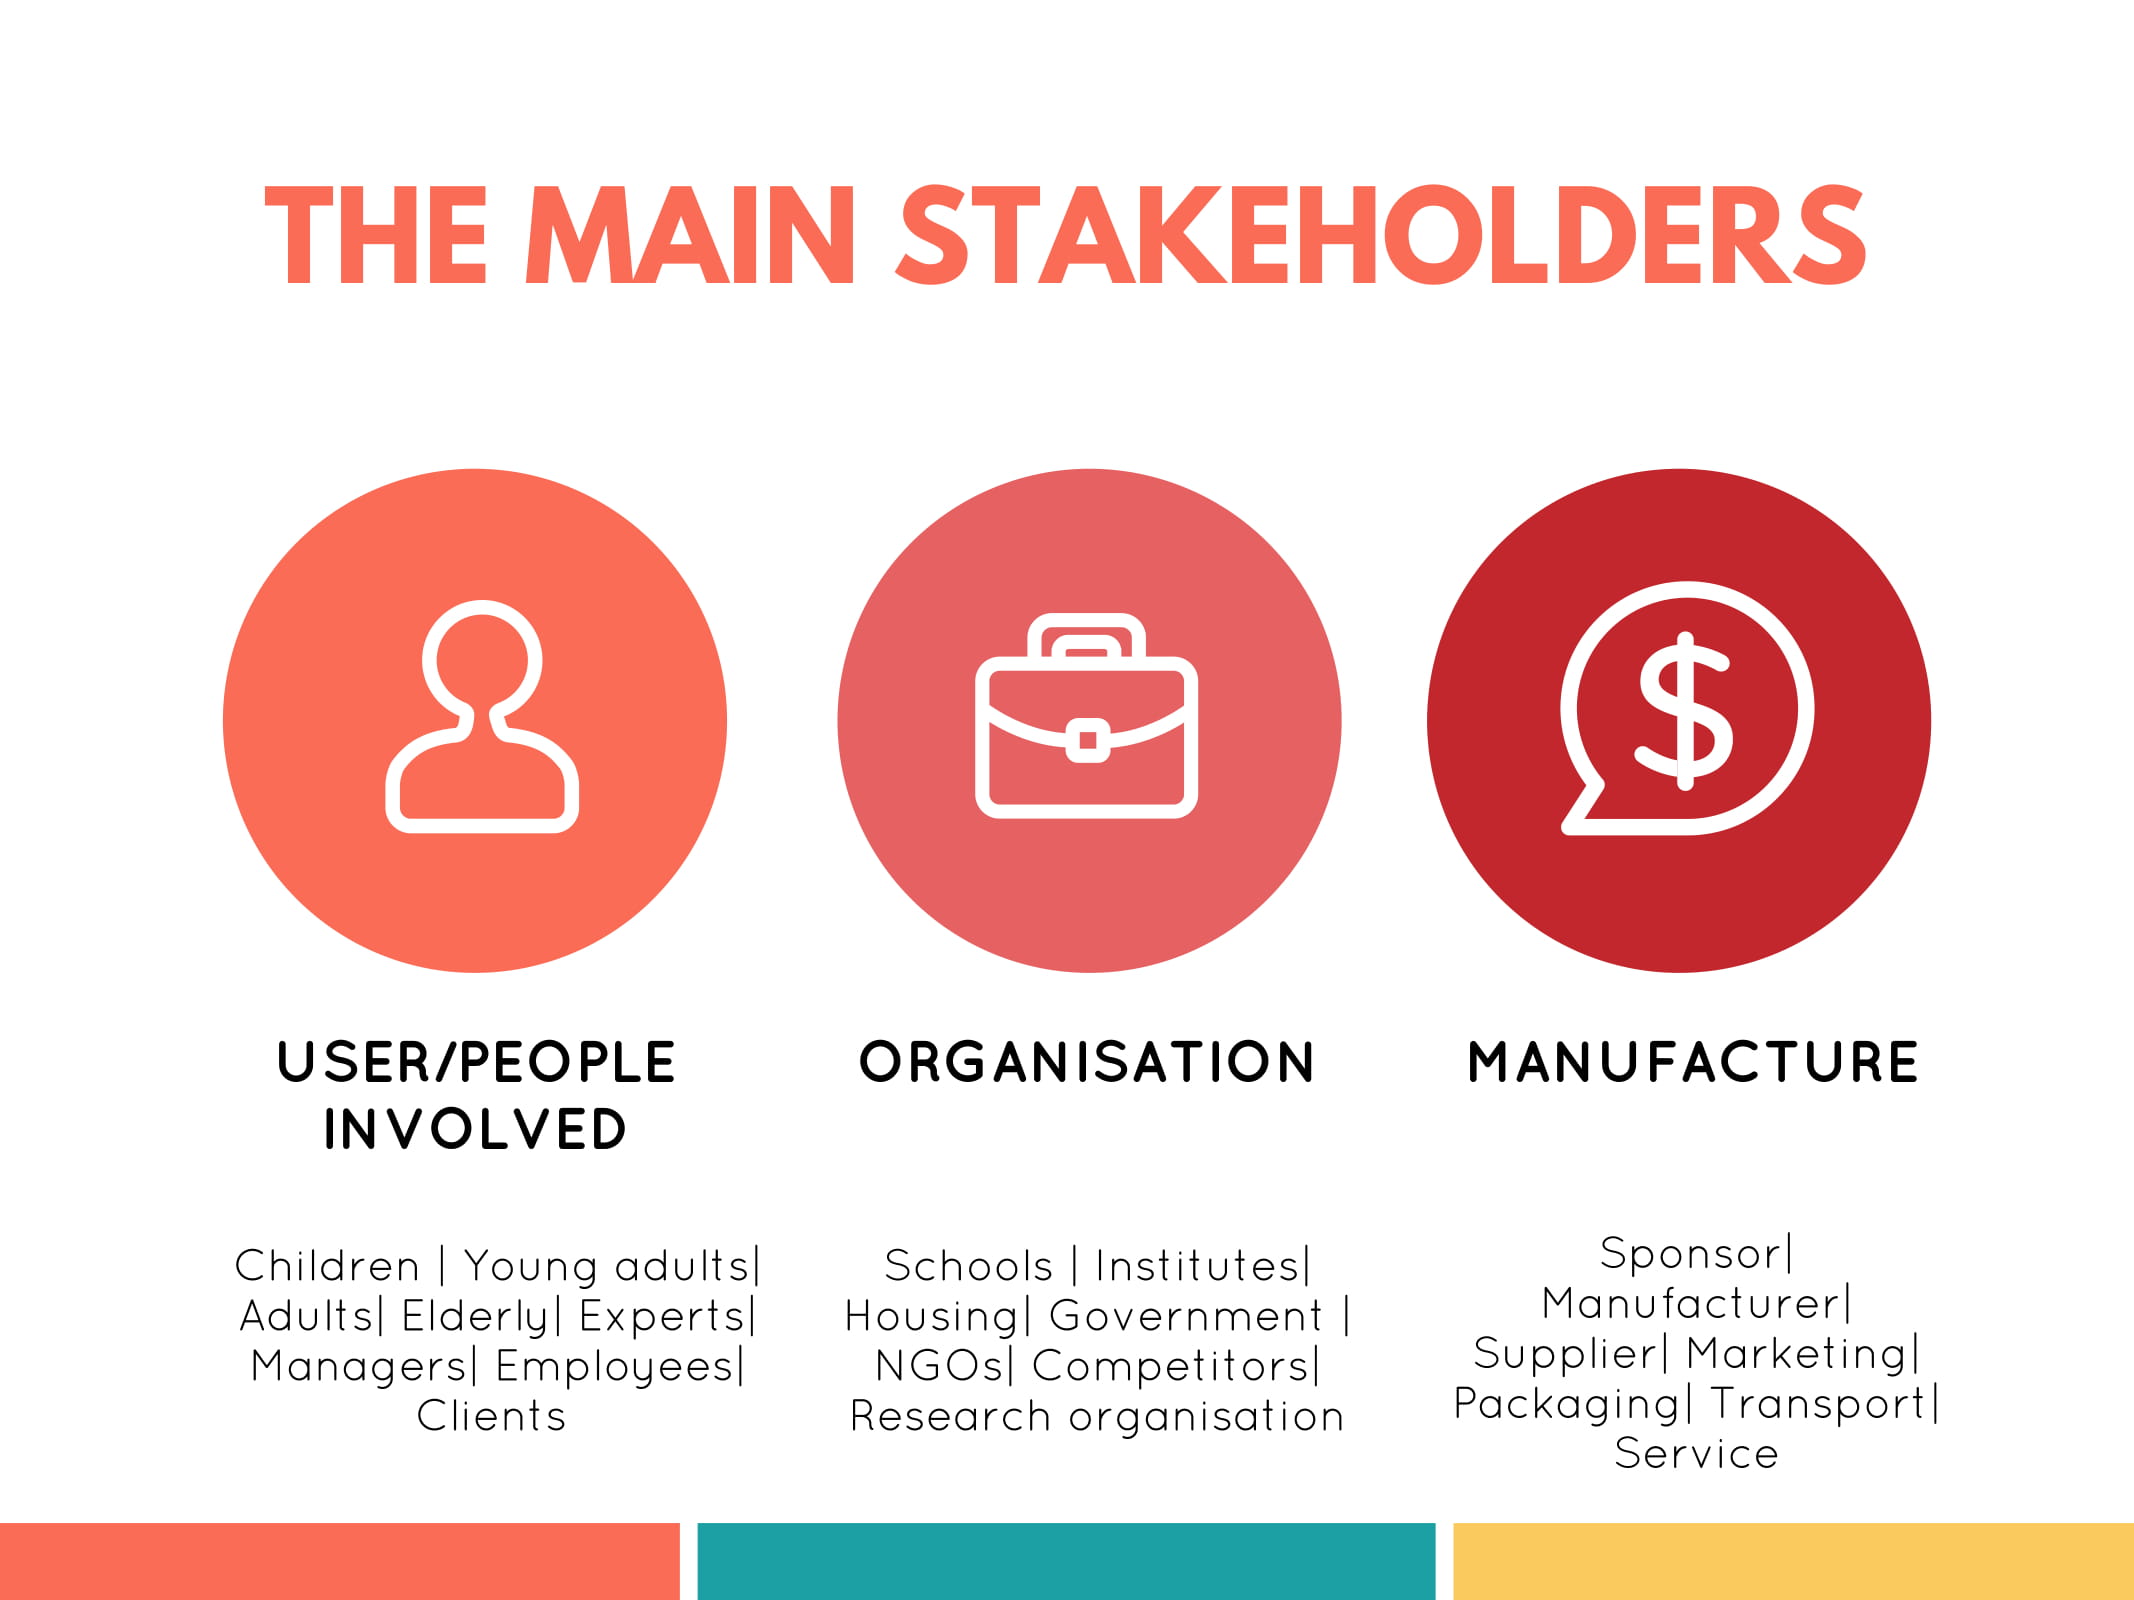 THE MAIN STAKEHOLDERS
USER/PEOPLE
INVOLVED
Children | Young adults|
Adults| Elderly| Experts|
Managers| Employees|
Clients
ORGANISATION
Schools | Institutes|
Housing| Government |
NGOs| Competitors|
Research organisation
MANUFACTURE
Sponsor|
Manufacturer|
Supplier| Marketing|
Packaging| Transport|
Service